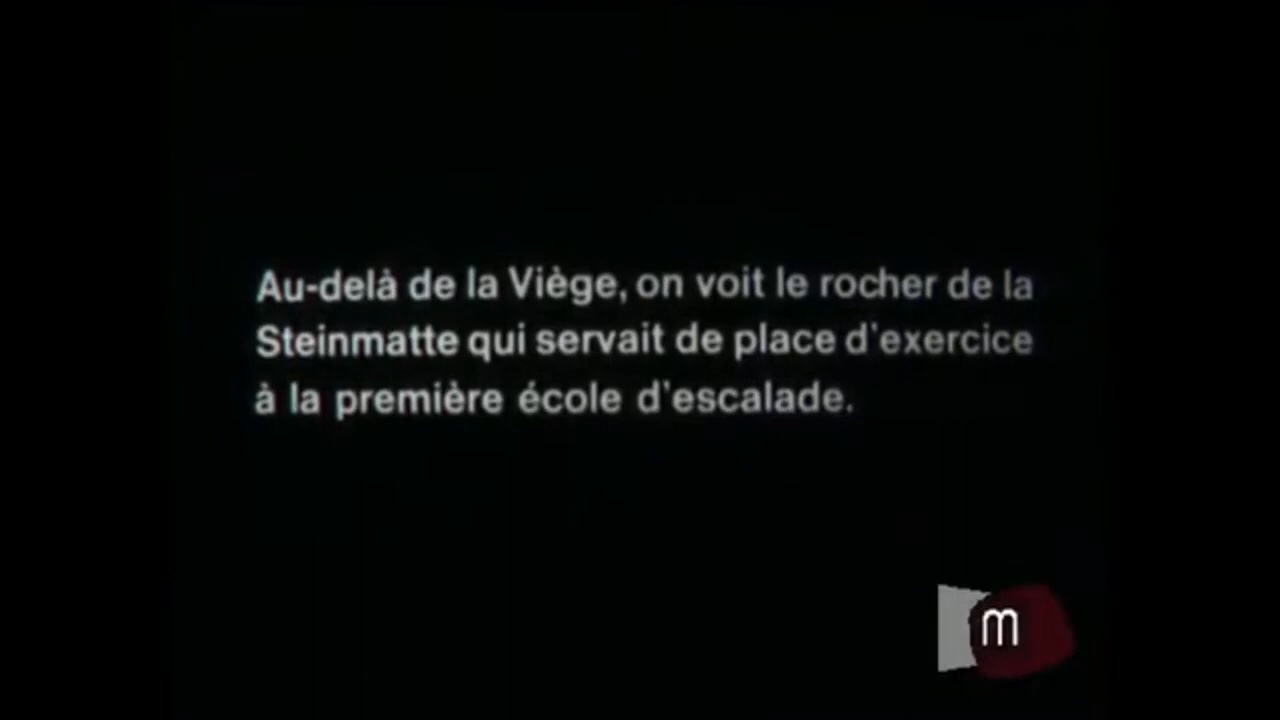 Au-delà de la Viège, on voit le rocher de la
Steinmatte qui servait de place d'exercice
à la première école d'escalade.
m